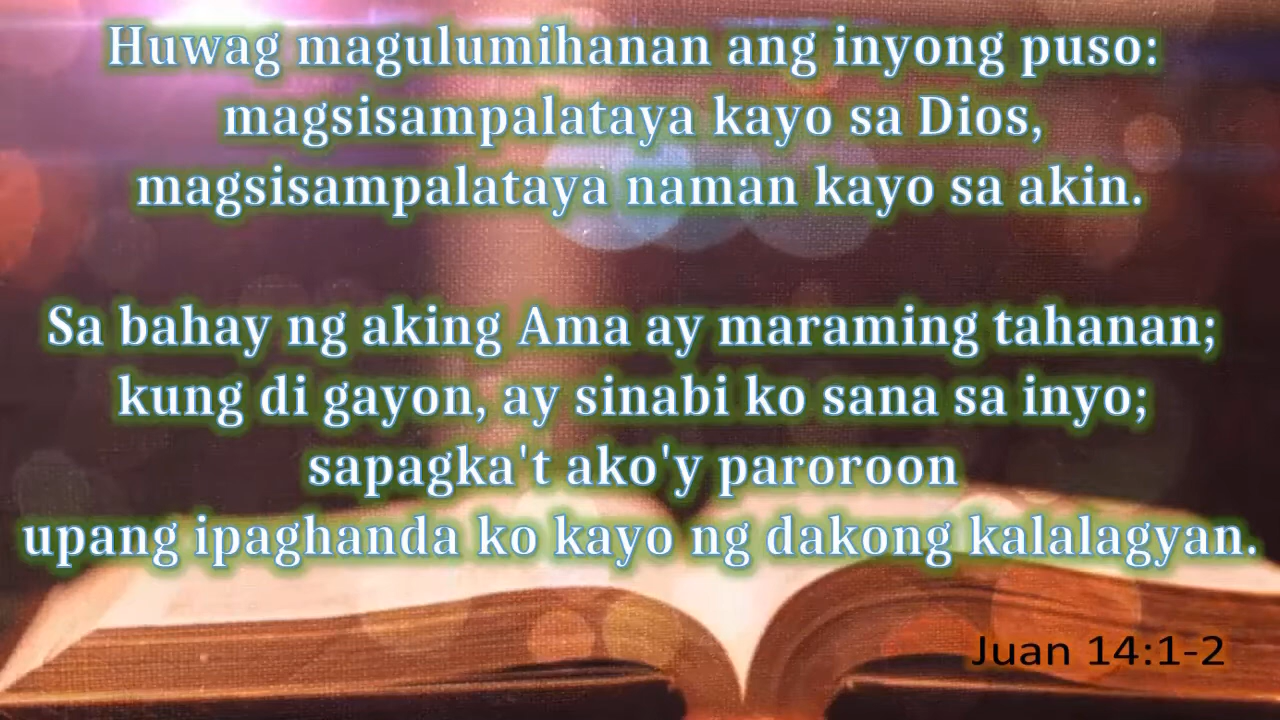 Huwag magulumihanan ang inyong puso:
magsisampalataya kayo sa Dios,
magsisampalataya naman kayo sa akin.
Sa bahay ng aking Ama ay maraming tahanan;
kung di gayon, ay sinabi ko sana sa inyo;
sapagka't ako'y paroroon
upang ipaghanda ko kayo ng dakong kalalagyan.
Juan 14:1-2